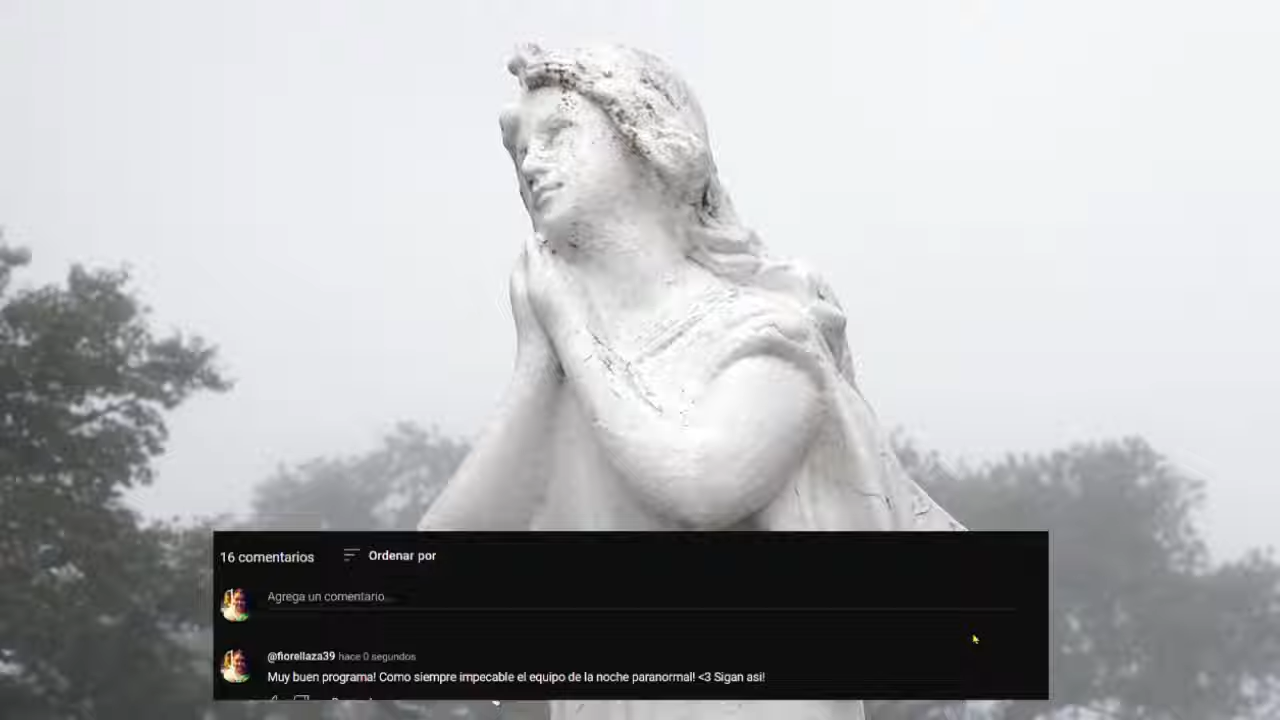 16 comentarios
Ordenar por
Agrega un comentario
@fiorellaza39 hace 0 segundos
Muy buen programa! Como siempre impecable el equipo de la noche paranormal! <3 Sigan asi!